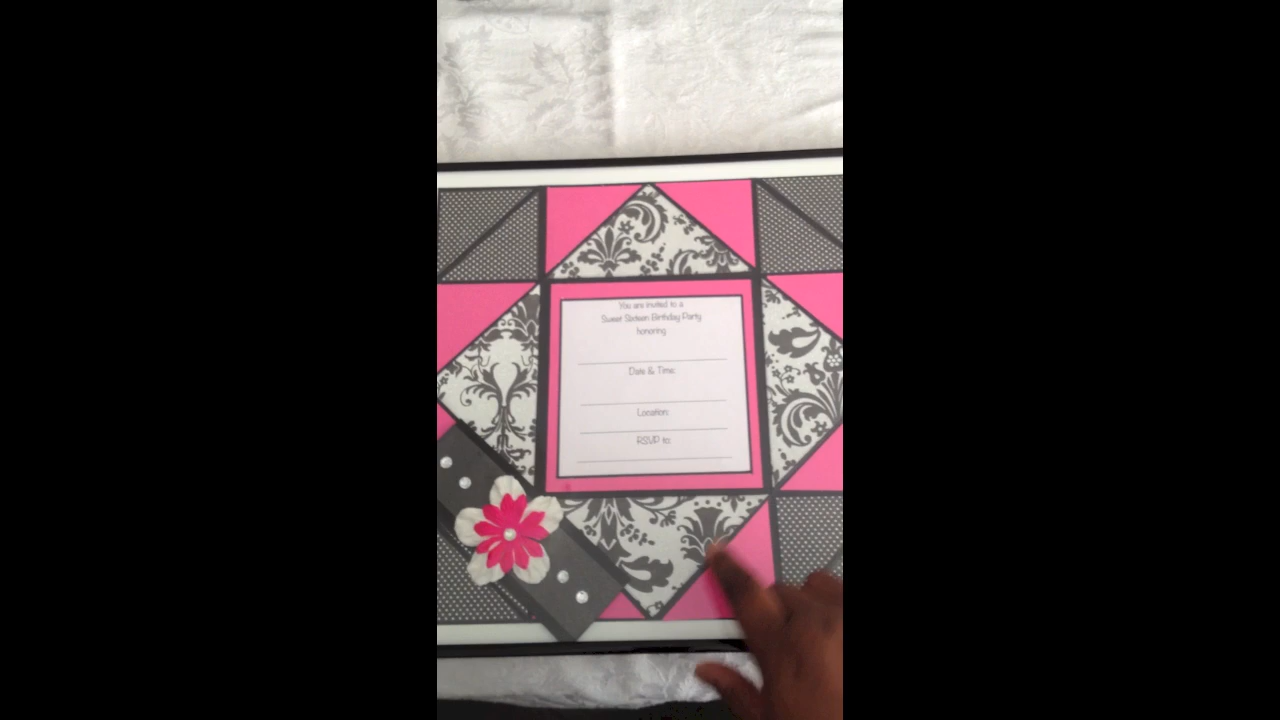 You are invited to a
Sweet Sixteen Birthday Party
honoring
Date & Time:
Location:
RSVP to: